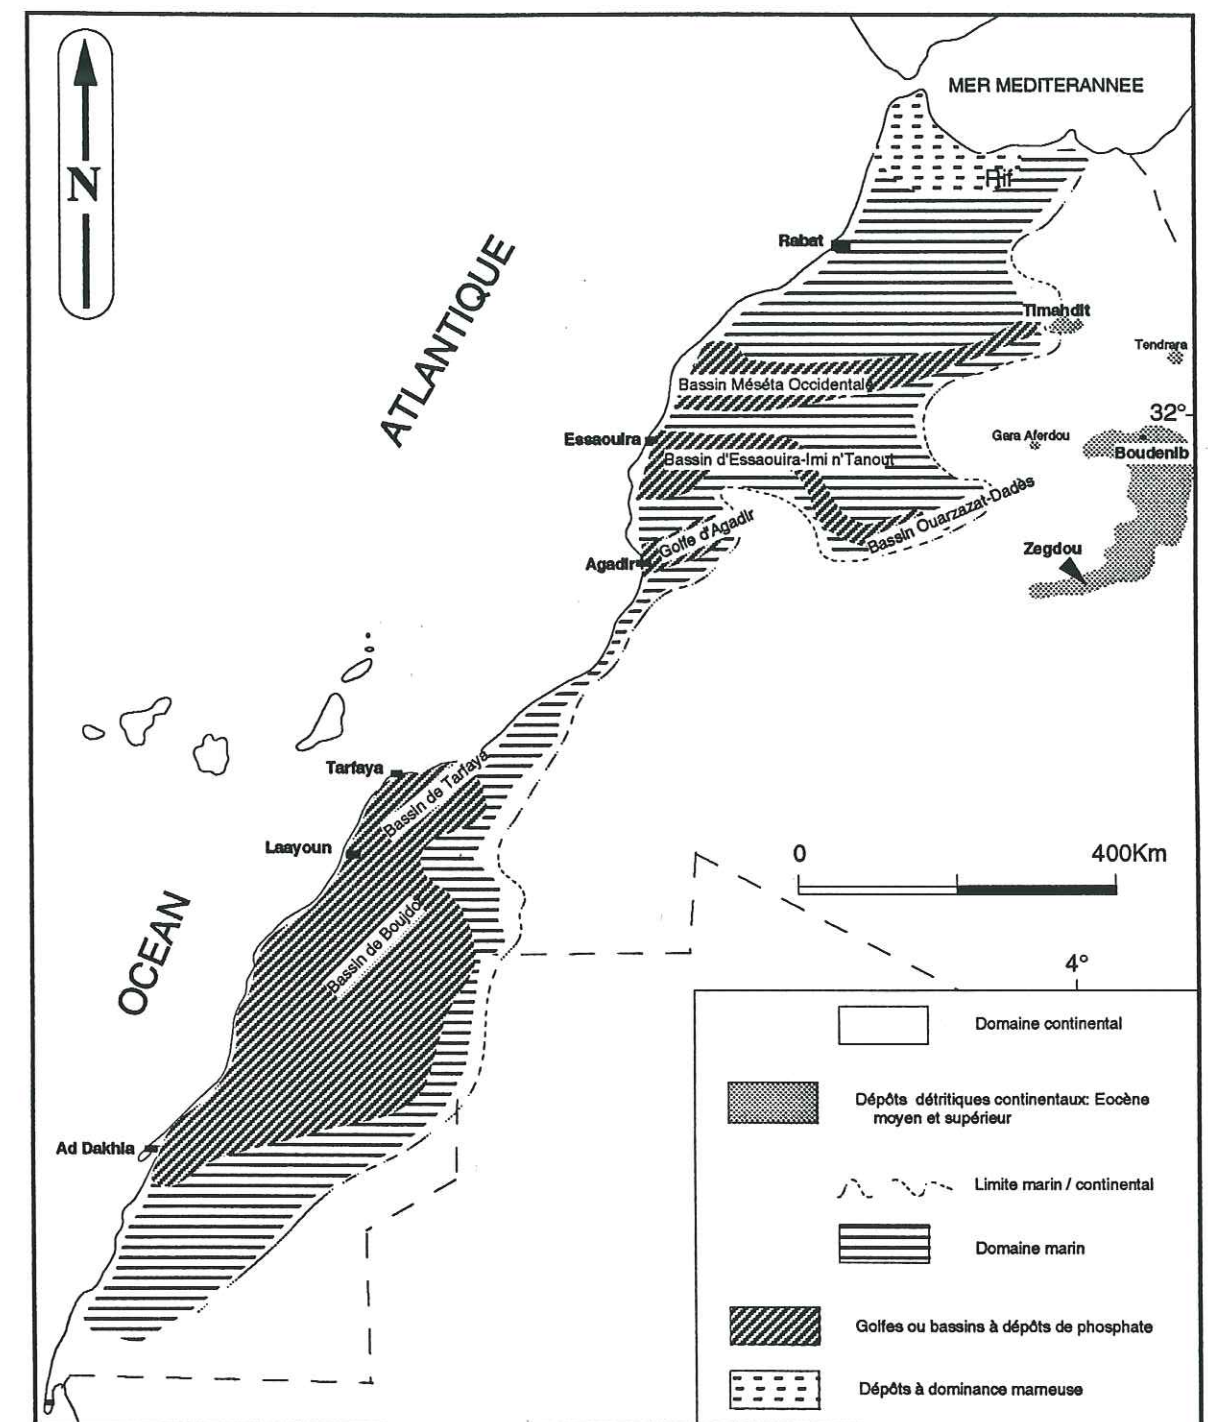 MER MEDITERANNEE
N
Rif
Rabat
ATLANTIQUE
Timahdit
Tendrara
Bassin Méséta Occidentale
32°
Essaouira
Gara Aferdou
Boudenib
Bassin d'Essaouira-Imi n'Tanout
Bassin Ouarzazat-Dadès
Golfe d'Agadir
Zegdou
Agadir
Tarfaya
Bassin de Tarfaya
Laayoun
0
400Km
OCEAN
Bassin de Boujdo
4°
Domaine continental
Dépôts détritiques continentaux: Eocène
moyen et supérieur
Ad Dakhla
Limite marin / continental
Domaine marin
Golfes ou bassins à dépôts de phosphate
Dépôts à dominance marneuse